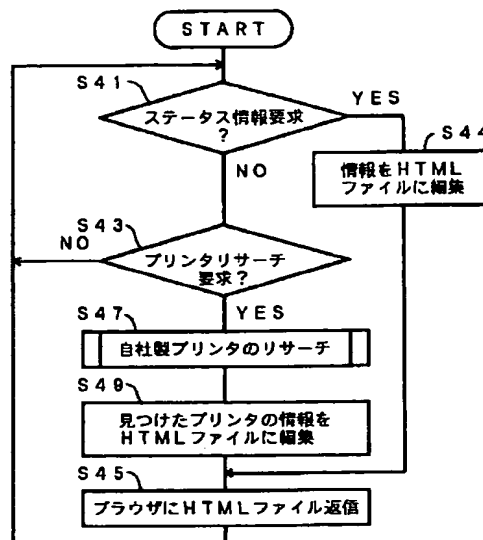 START
S41
ステータス情報要求
?
YES
NO
S44
情報をHTML
ファイルに編集
S43
NO
プリンタリサーチ
要求?
YES
S47
自社製プリンタのリサーチ
S49
見つけたプリンタの情報を
HTMLファイルに編集
S45
ブラウザにHTMLファイル返信